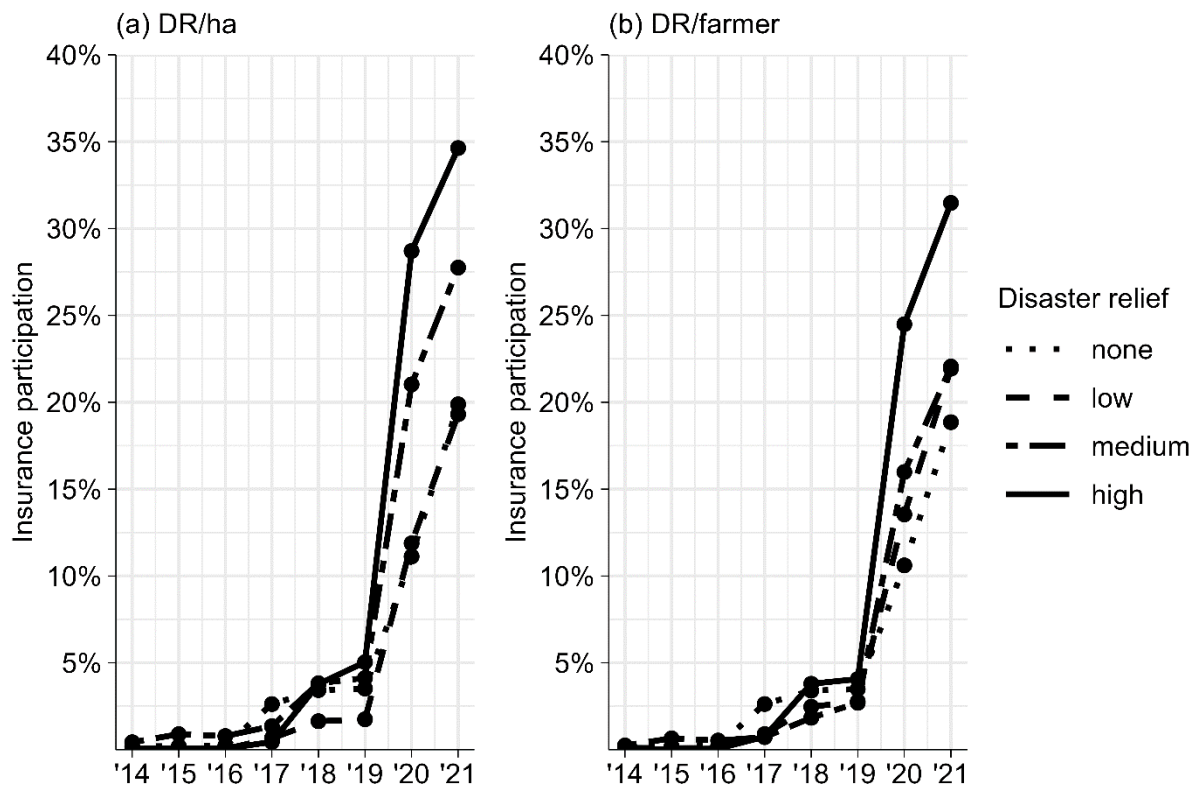 (a) DR/ha
40%
35%
30%
25%
20%
15%
10%
5%
Insurance participation
'14 '15 '16 '17 '18 '19 '20 '21
(b) DR/farmer
40%
35%
30%
25%
20%
15%
10%
5%
Insurance participation
'14 '15 '16 '17 '18 '19 '20 '21
Disaster relief
none
low
medium
high